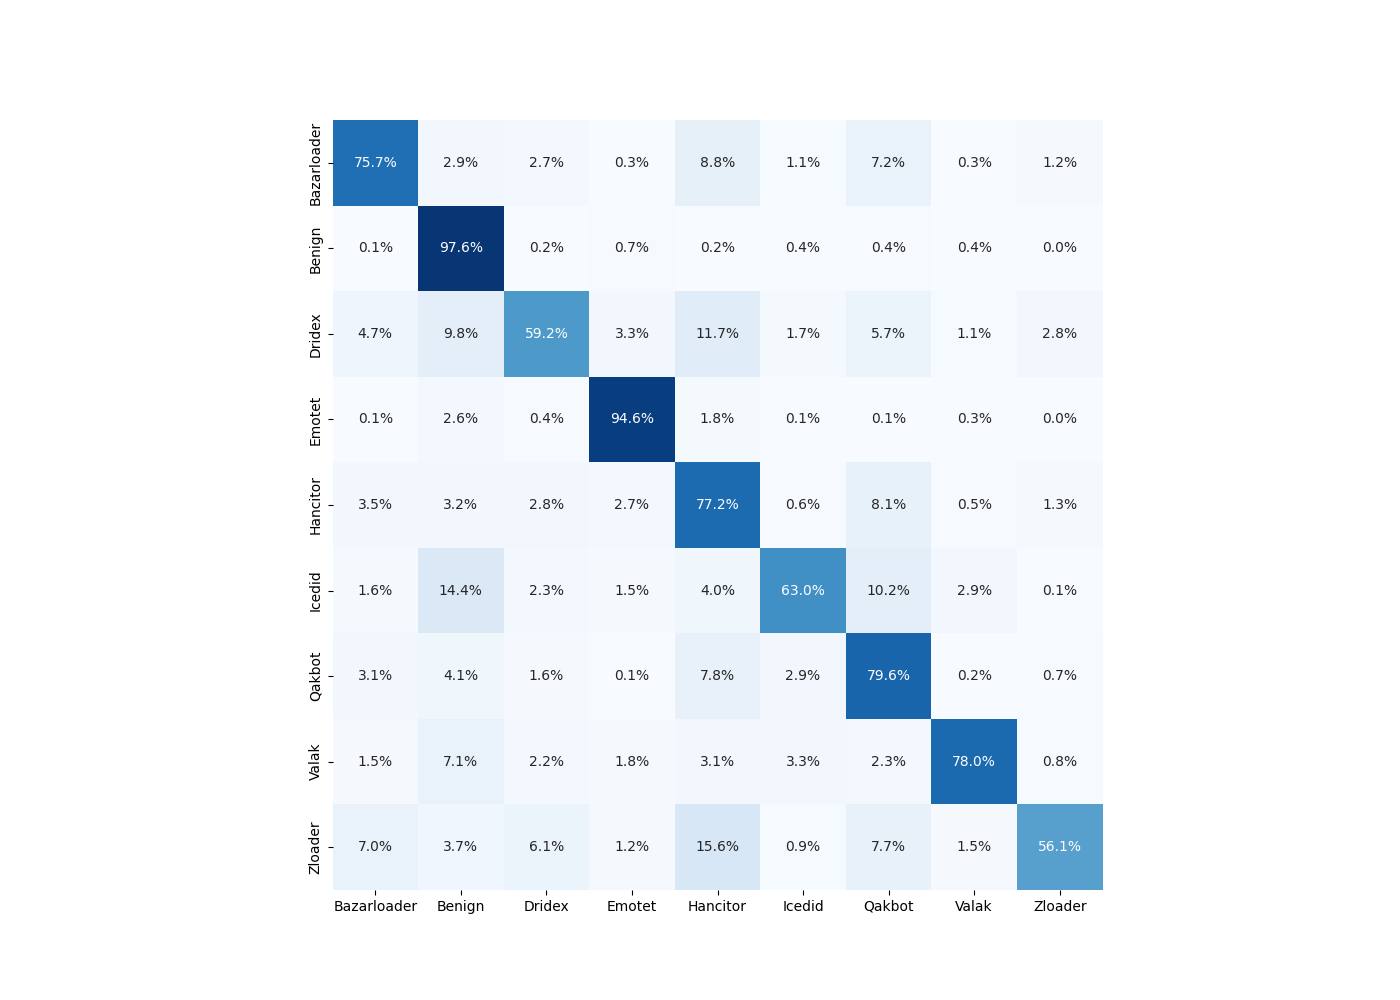 Bazarloader 75.7% 2.9% 2.7% 0.3% 8.8% 1.1% 7.2% 0.3% 1.2%
Benign 0.1% 97.6% 0.2% 0.7% 0.2% 0.4% 0.4% 0.4% 0.0%
Dridex 4.7% 9.8% 59.2% 3.3% 11.7% 1.7% 5.7% 1.1% 2.8%
Emotet 0.1% 2.6% 0.4% 94.6% 1.8% 0.1% 0.1% 0.3% 0.0%
Hancitor 3.5% 3.2% 2.8% 2.7% 77.2% 0.6% 8.1% 0.5% 1.3%
Icedid 1.6% 14.4% 2.3% 1.5% 4.0% 63.0% 10.2% 2.9% 0.1%
Qakbot 3.1% 4.1% 1.6% 0.1% 7.8% 2.9% 79.6% 0.2% 0.7%
Valak 1.5% 7.1% 2.2% 1.8% 3.1% 3.3% 2.3% 78.0% 0.8%
Zloader 7.0% 3.7% 6.1% 1.2% 15.6% 0.9% 7.7% 1.5% 56.1%
Bazarloader Benign Dridex Emotet Hancitor Icedid Qakbot Valak Zloader